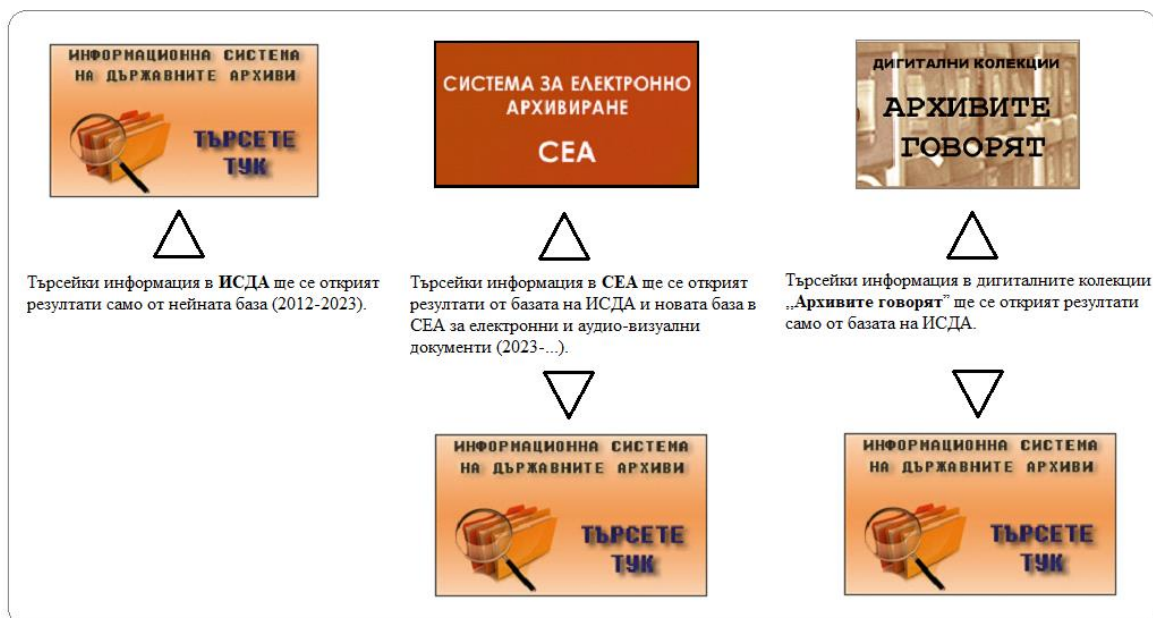 ИНФОРМАЦИОННА СИСТЕМА
НА ДЪРЖАВНИТЕ АРХИВИ
ТЪРСЕТЕ
ТУК
Търсейки информация в ИСДА ще се открият
резултати само от нейната база (2012-2023).
СИСТЕМА ЗА ЕЛЕКТРОННО
АРХИВИРАНЕ
СЕА
Търсейки информация в СЕА ще се открият
резултати от базата на ИСДА и новата база в
СЕА за електронни и аудио-визуални
документи (2023-...).
ИНФОРМАЦИОННА СИСТЕМА
НА ДЪРЖАВНИТЕ АРХИВИ
ТЪРСЕТЕ
ТУК
ДИГИТАЛНИ КОЛЕКЦИИ
АРХИВИТЕ
ГОВОРЯТ
Търсейки информация в дигиталните колекции
,,Архивите говорят” ще се открият резултати
само от базата на ИСДА.
ИНФОРМАЦИОННА СИСТЕМА
НА ДЪРЖАВНИТЕ АРХИВИ
ТЪРСЕТЕ
ТУК